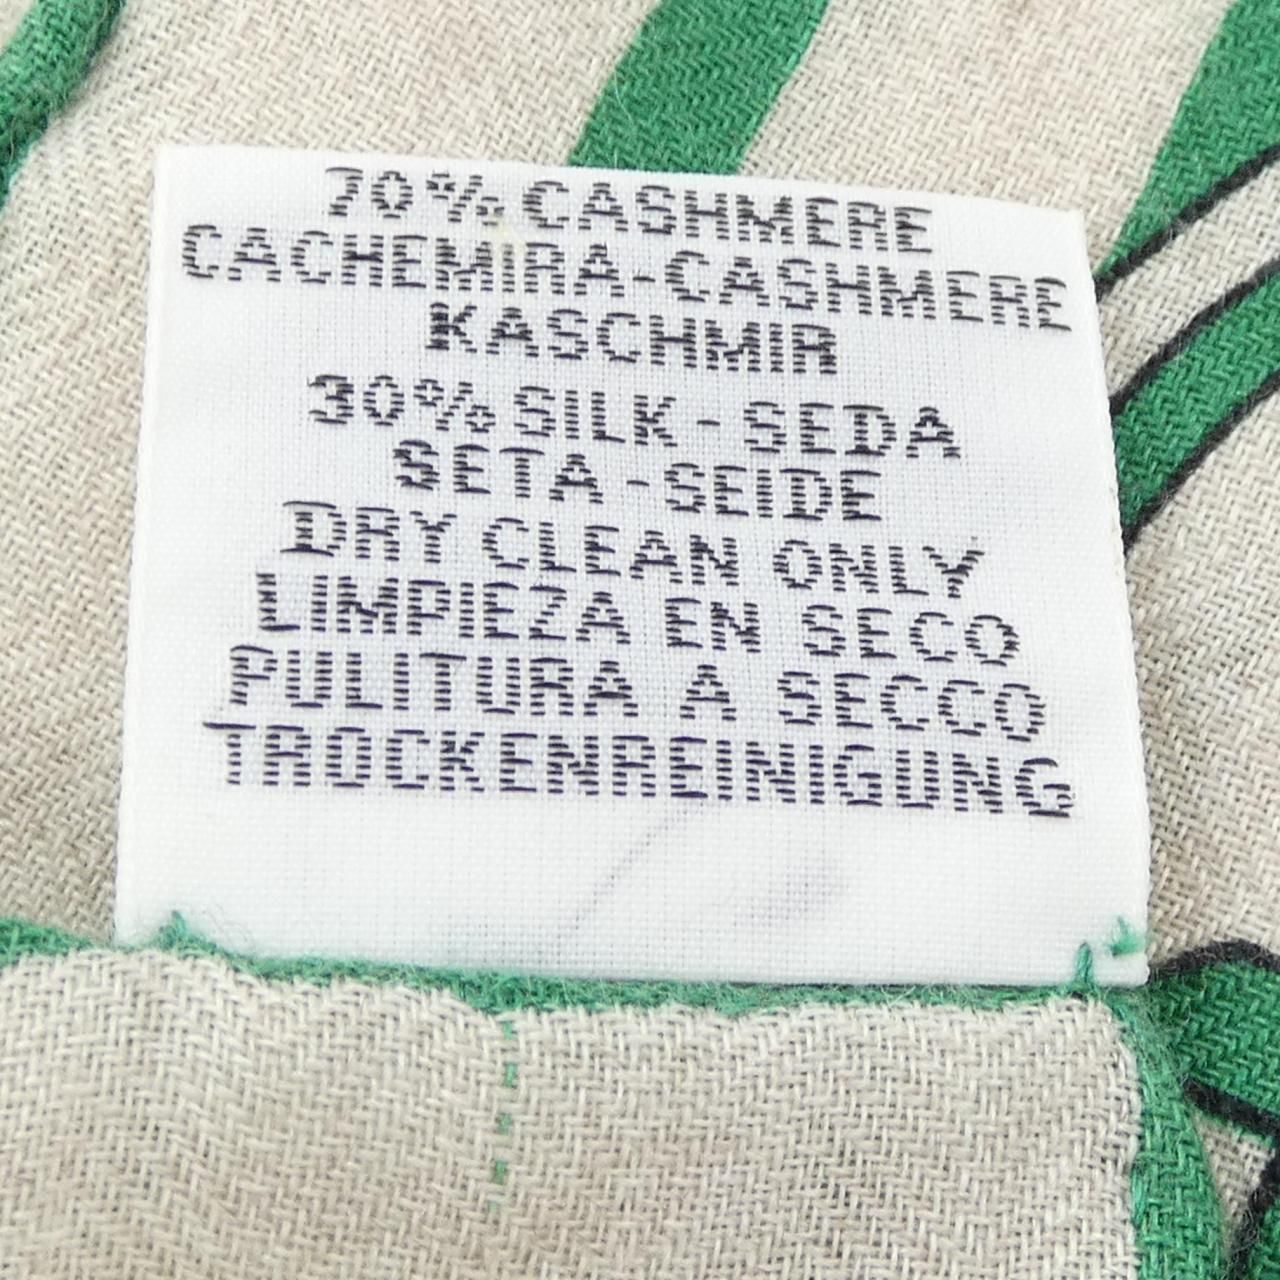 70% CASHMERE
CACHEMIRA-CASHMERE
KASCHMIR
30% SILK - SEDA
SETA - SEIDE
DRY CLEAN ONLY
LIMPIEZA EN SECO
PULITURA A SECCO
TROCKENREINIGUNG